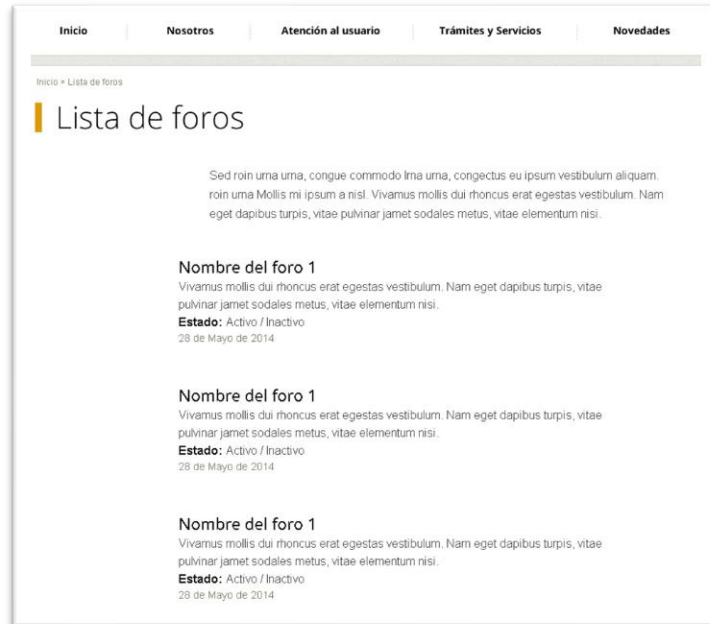 Inicio Nosotros Atención al usuario Trámites y Servicios Novedades
Inicio » Lista de foros
Lista de foros
Sed roin urna urna, congue commodo lrna urna, congectus eu ipsum vestibulum aliquam.
roin urna Mollis mi ipsum a nisl. Vivamus mollis dui rhoncus erat egestas vestibulum. Nam
eget dapibus turpis, vitae pulvinar jamet sodales metus, vitae elementum nisi.
Nombre del foro 1
Vivamus mollis dui rhoncus erat egestas vestibulum. Nam eget dapibus turpis, vitae
pulvinar jamet sodales metus, vitae elementum nisi.
Estado: Activo / Inactivo
28 de Mayo de 2014
Nombre del foro 1
Vivamus mollis dui rhoncus erat egestas vestibulum. Nam eget dapibus turpis, vitae
pulvinar jamet sodales metus, vitae elementum nisi.
Estado: Activo / Inactivo
28 de Mayo de 2014
Nombre del foro 1
Vivamus mollis dui rhoncus erat egestas vestibulum. Nam eget dapibus turpis, vitae
pulvinar jamet sodales metus, vitae elementum nisi.
Estado: Activo / Inactivo
28 de Mayo de 2014